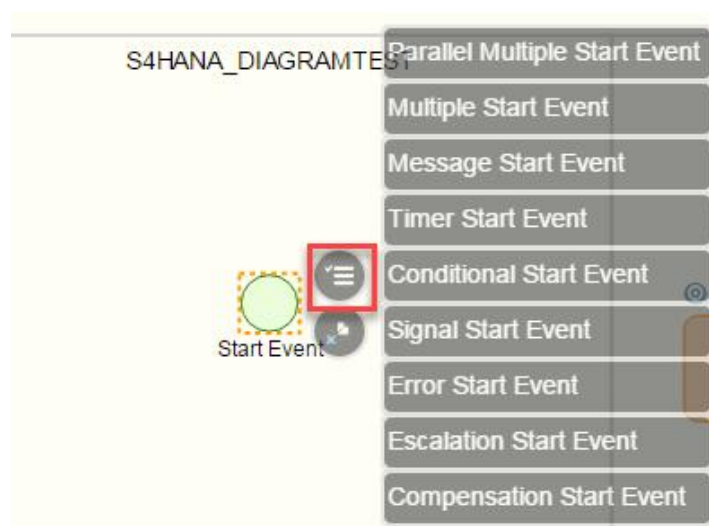 S4HANA_DIAGRAMTEST
Parallel Multiple Start Event
Multiple Start Event
Message Start Event
Timer Start Event
Conditional Start Event
Signal Start Event
Error Start Event
Escalation Start Event
Compensation Start Event
Start Event